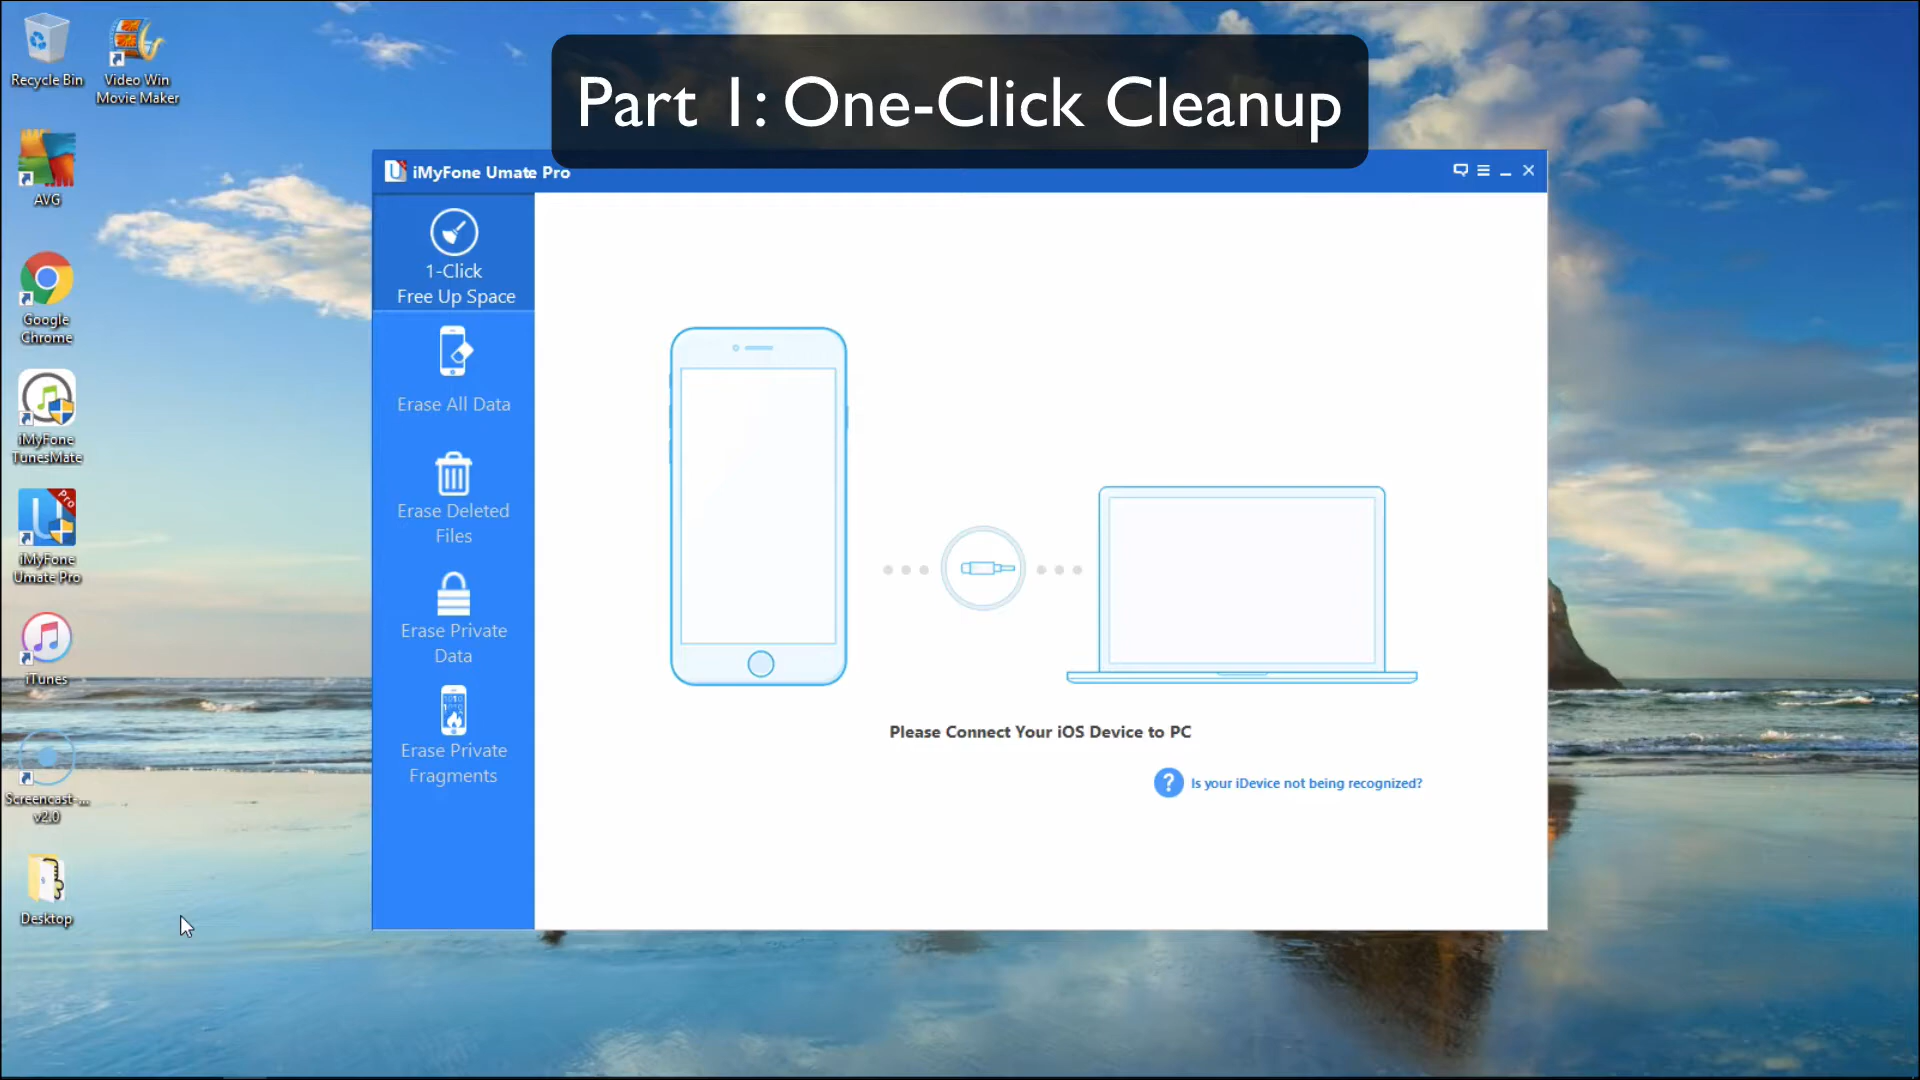 Part 1: One-Click Cleanup
Recycle Bin
Video Win
Movie Maker
AVG
Google
Chrome
iMyFone
TunesMate
iMyFone
Umate Pro
Pro
iTunes
Screencast-...
v2.0
Desktop
iMyFone Umate Pro
1-Click
Free Up Space
Erase All Data
Erase Deleted
Files
Erase Private
Data
Erase Private
Fragments
Please Connect Your iOS Device to PC
? Is your iDevice not being recognized?